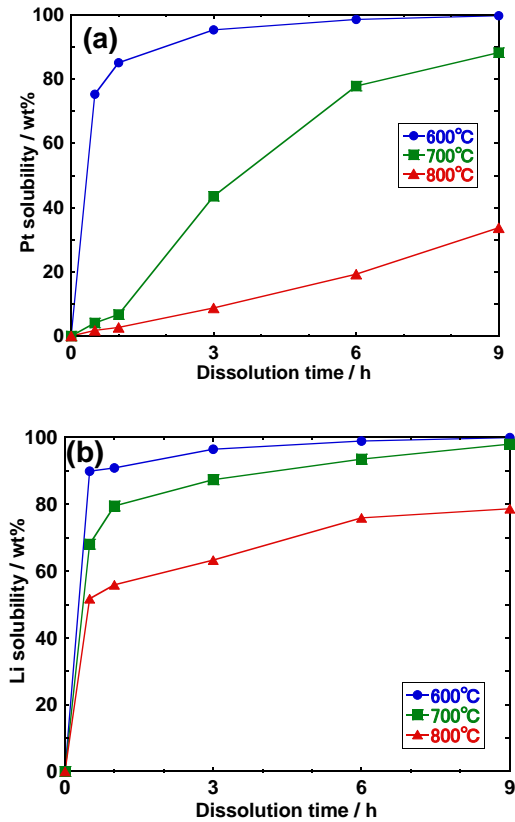 (a)
Pt solubility / wt%
100
80
60
40
20
0
600°C
700°C
800°C
0 3 6 9
Dissolution time / h
(b)
Li solubility / wt%
100
80
60
40
20
0
600°C
700°C
800°C
0 3 6 9
Dissolution time / h